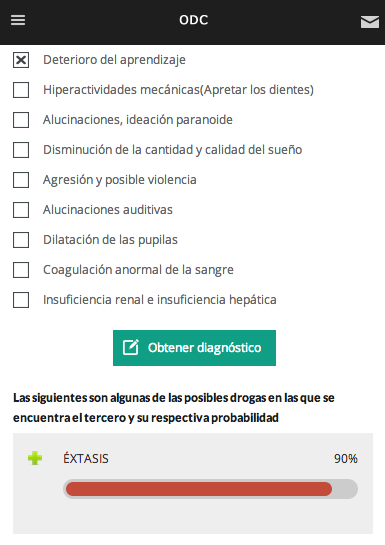 ODC
Deterioro del aprendizaje
Hiperactividades mecánicas(Apretar los dientes)
Alucinaciones, ideación paranoide
Disminución de la cantidad y calidad del sueño
Agresión y posible violencia
Alucinaciones auditivas
Dilatación de las pupilas
Coagulación anormal de la sangre
Insuficiencia renal e insuficiencia hepática
Obtener diagnóstico
Las siguientes son algunas de las posibles drogas en las que se
encuentra el tercero y su respectiva probabilidad
ÉXTASIS 90%